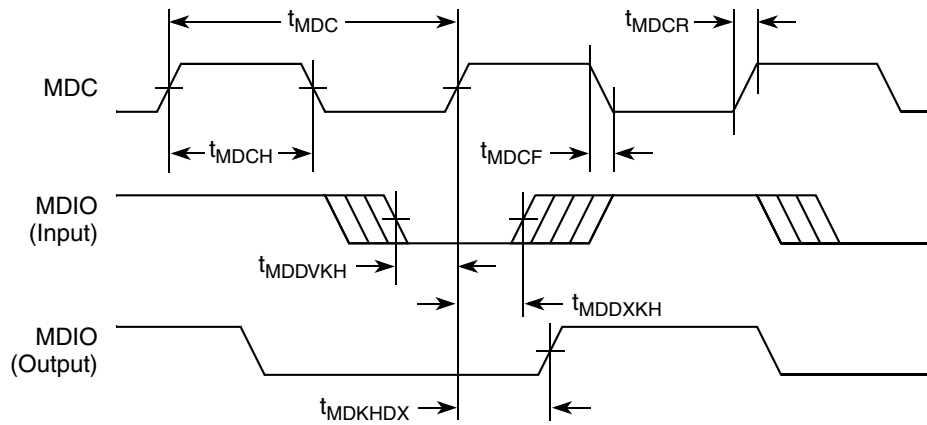 tMDC
tMDCR
MDC
tMDCH
tMDCF
MDIO
(Input)
tMDDVKH
tMDDXKH
MDIO
(Output)
tMDKHDX